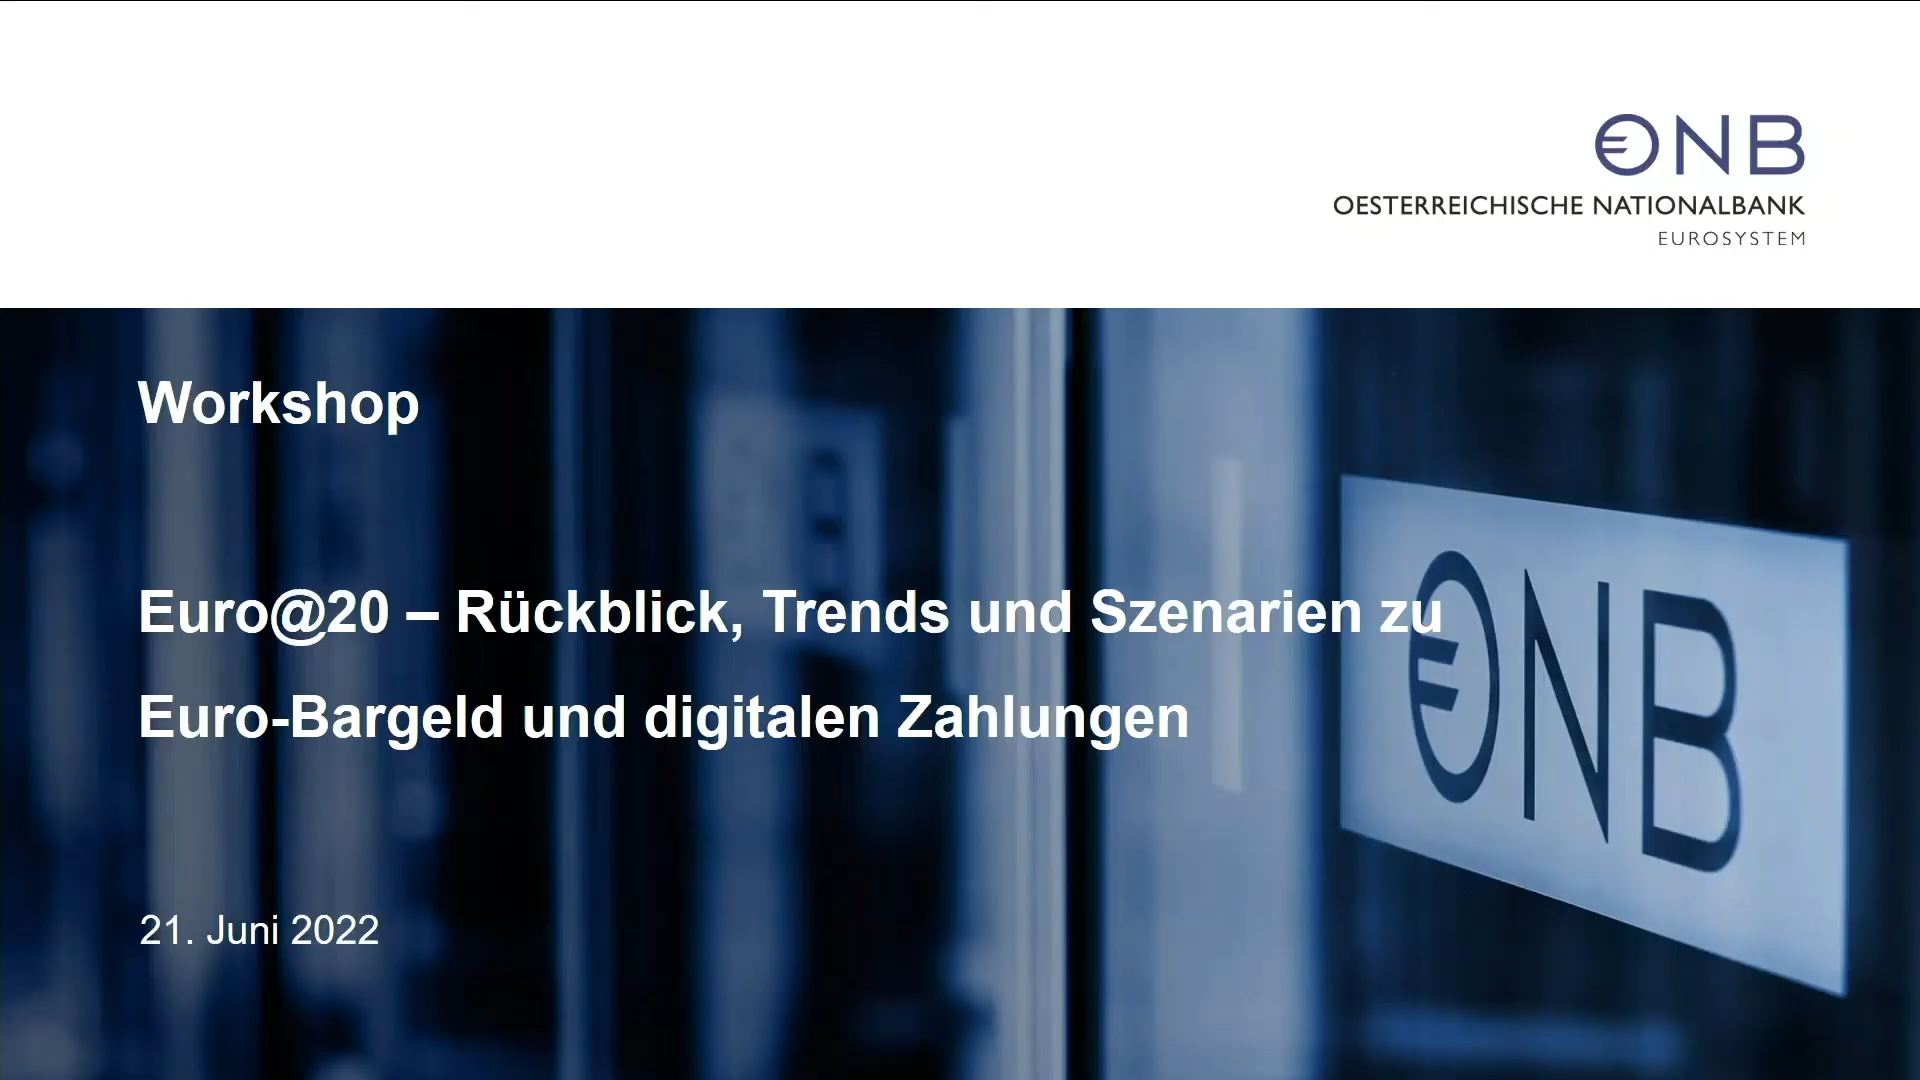 ONB
OESTERREICHISCHE NATIONALBANK
EUROSYSTEM
Workshop
Euro@20 – Rückblick, Trends und Szenarien zu
Euro-Bargeld und digitalen Zahlungen
ONB
21. Juni 2022